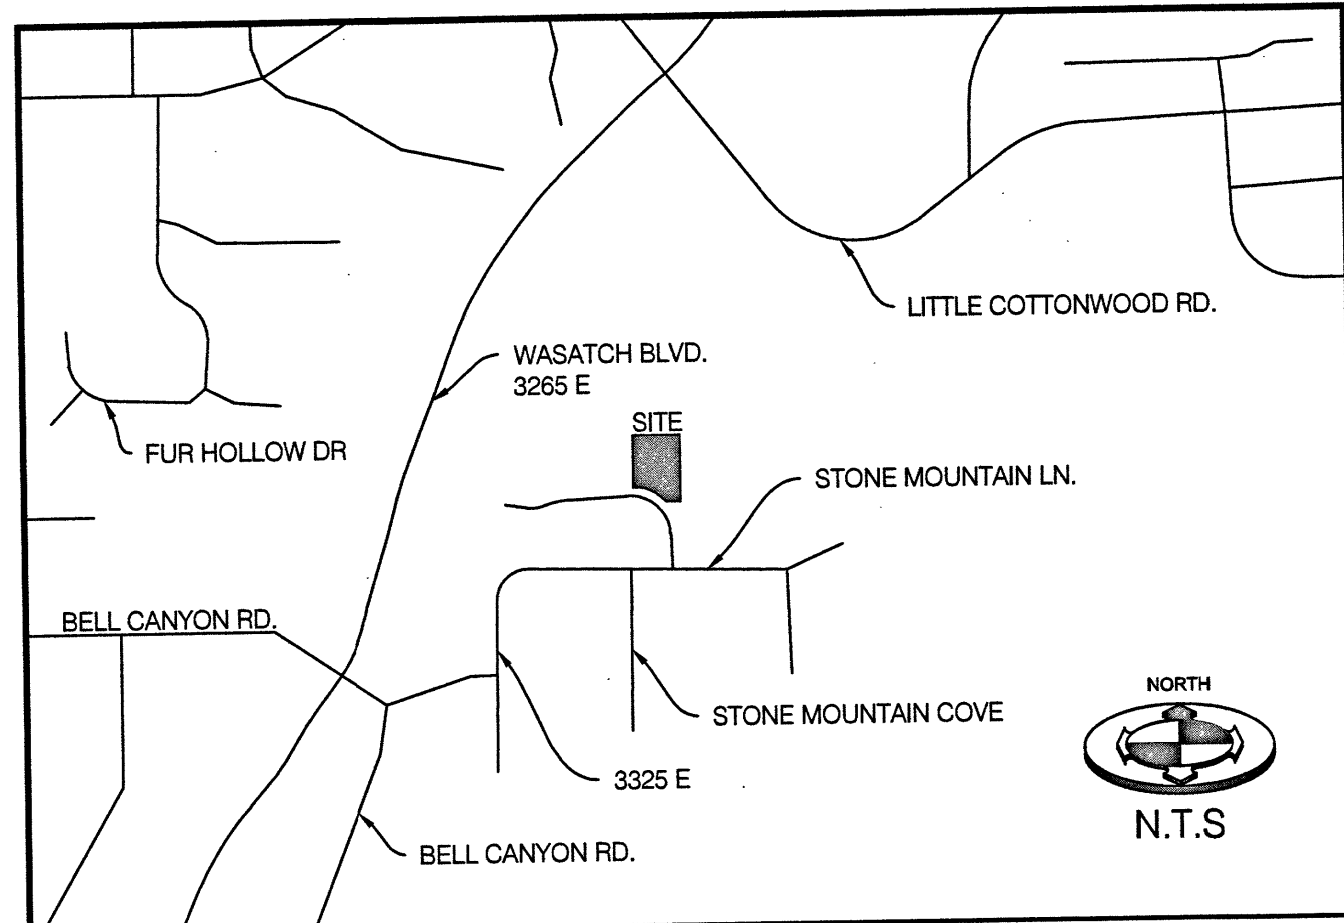 LITTLE COTTONWOOD RD.
WASATCH BLVD.
3265 E
SITE
FUR HOLLOW DR
STONE MOUNTAIN LN.
BELL CANYON RD.
NORTH
STONE MOUNTAIN COVE
3325 E
N.T.S
BELL CANYON RD.